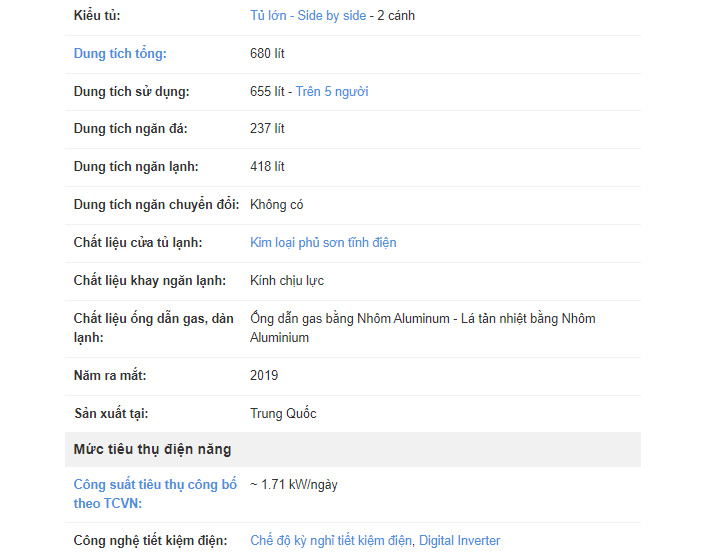 Kiểu tủ: Tủ lớn - Side by side - 2 cánh
Dung tích tổng: 680 lít
Dung tích sử dụng: 655 lít - Trên 5 người
Dung tích ngăn đá: 237 lít
Dung tích ngăn lạnh: 418 lít
Dung tích ngăn chuyển đổi: Không có
Chất liệu cửa tủ lạnh: Kim loại phủ sơn tĩnh điện
Chất liệu khay ngăn lạnh: Kính chịu lực
Chất liệu ống dẫn gas, dàn Ống dẫn gas bằng Nhôm Aluminum - Lá tản nhiệt bằng Nhôm
lạnh: Aluminium
Năm ra mắt: 2019
Sản xuất tại: Trung Quốc
Mức tiêu thụ điện năng
Công suất tiêu thụ công bố ~ 1.71 kW/ngày
theo TCVN:
Công nghệ tiết kiệm điện: Chế độ kỳ nghỉ tiết kiệm điện, Digital Inverter